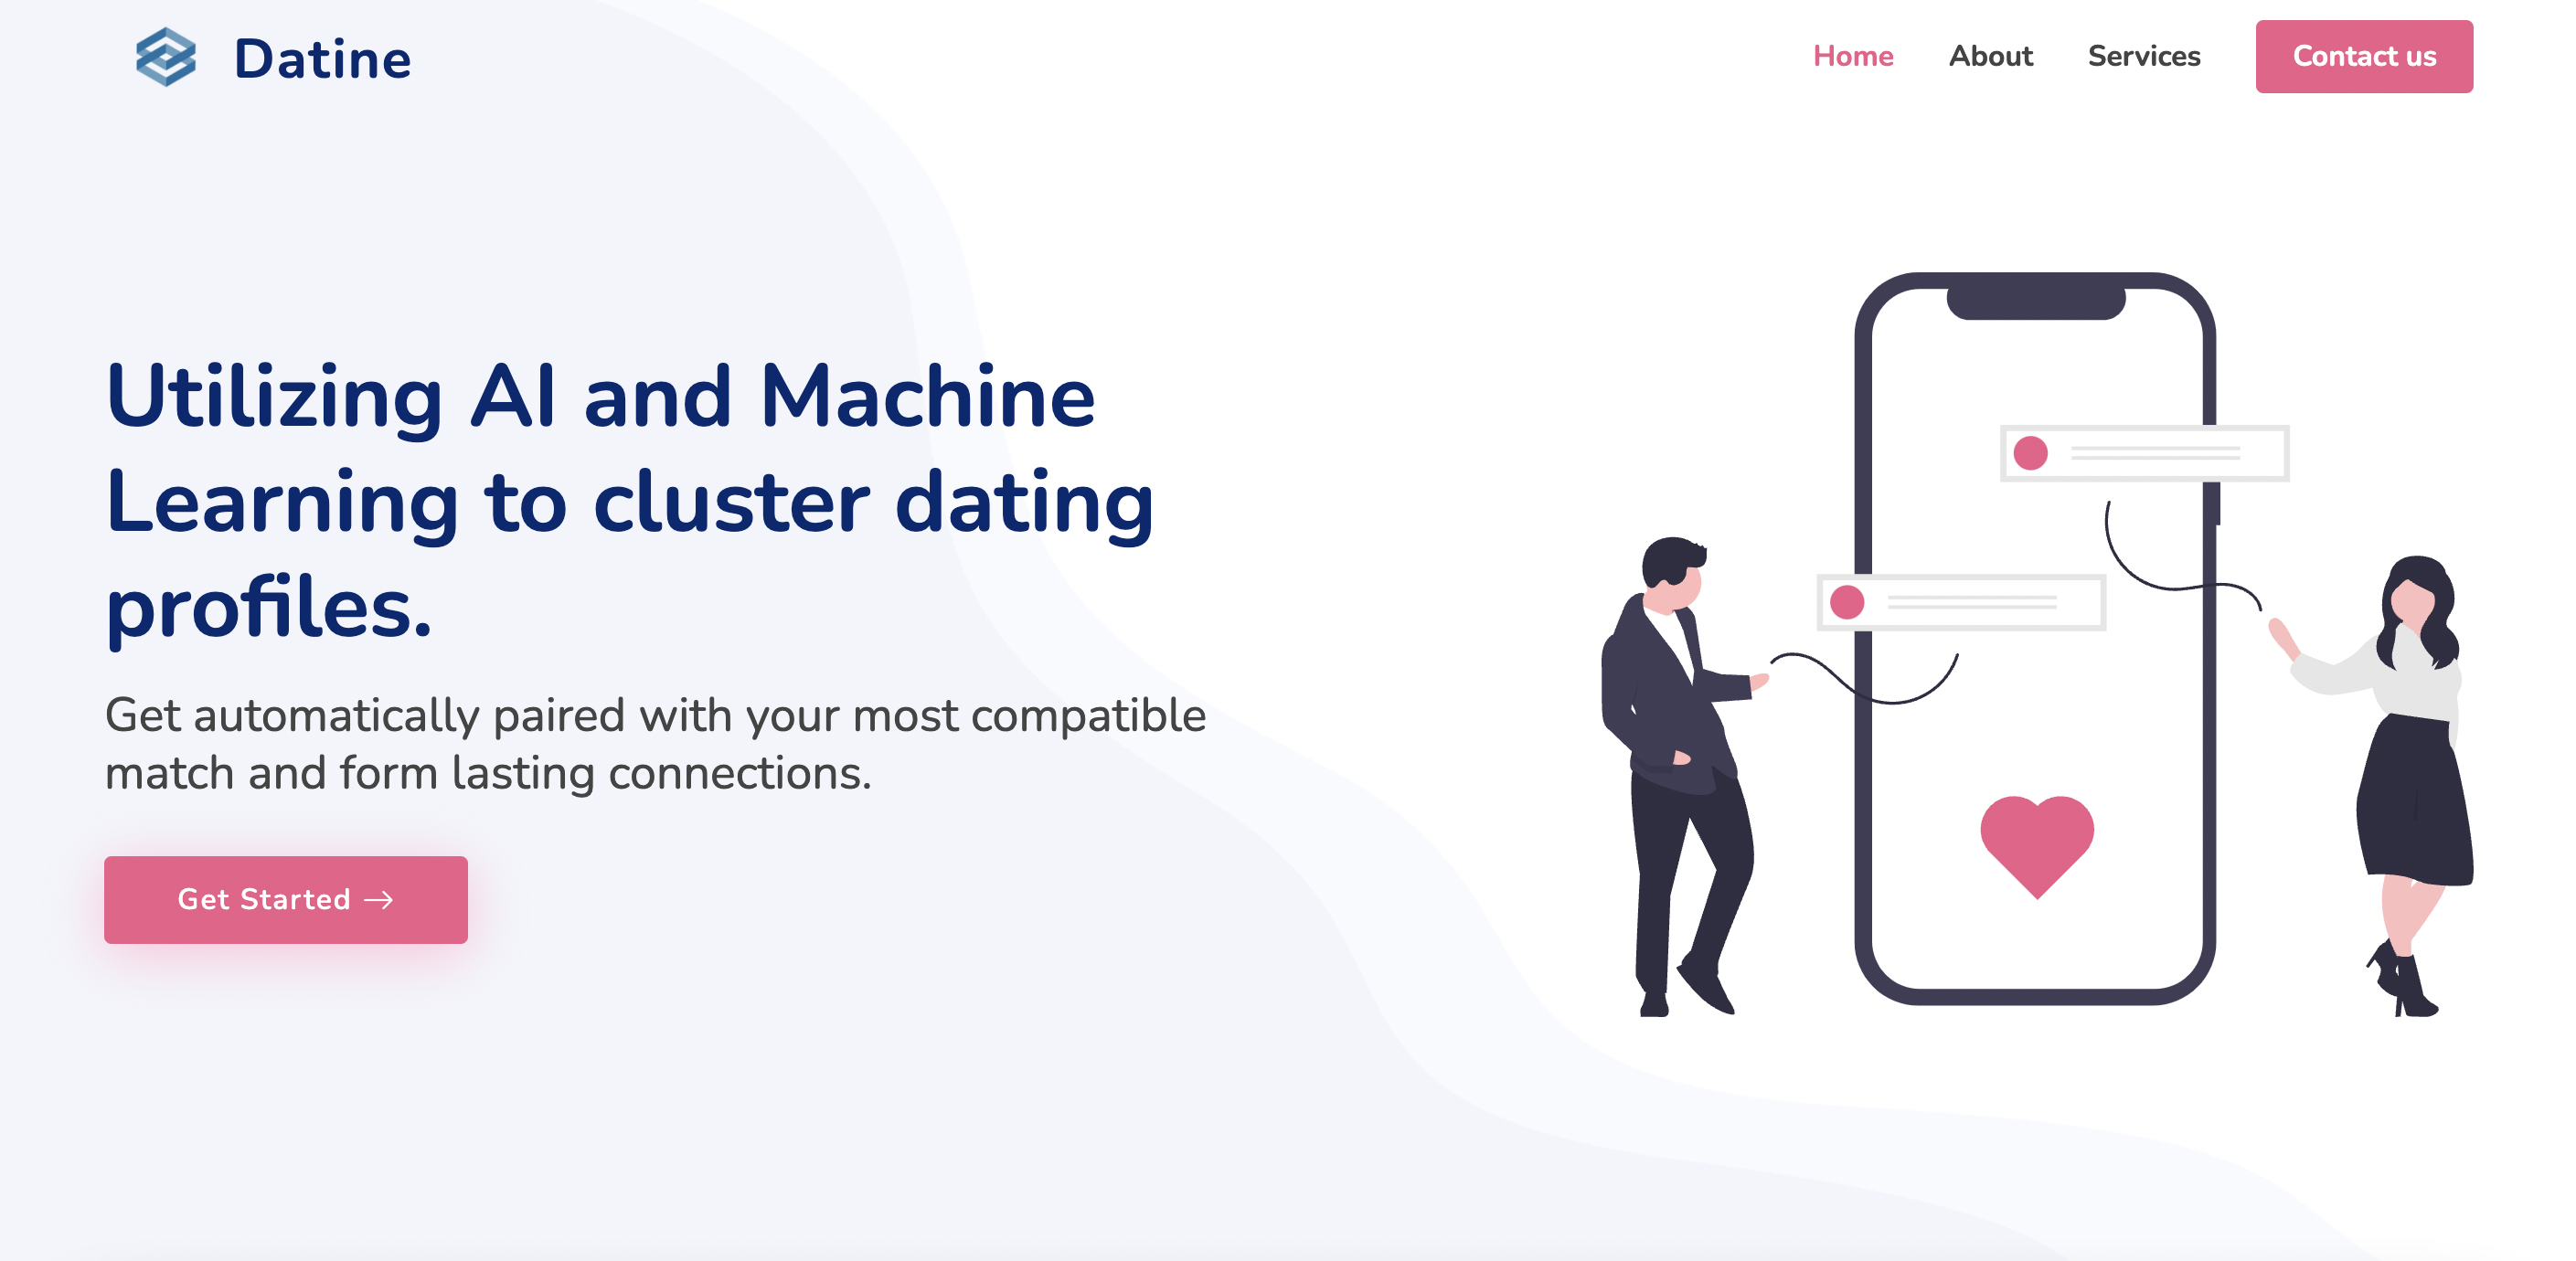 Datine
Home
About
Services
Contact us
Utilizing AI and Machine
Learning to cluster dating
profiles.
Get automatically paired with your most compatible
match and form lasting connections.
Get Started →